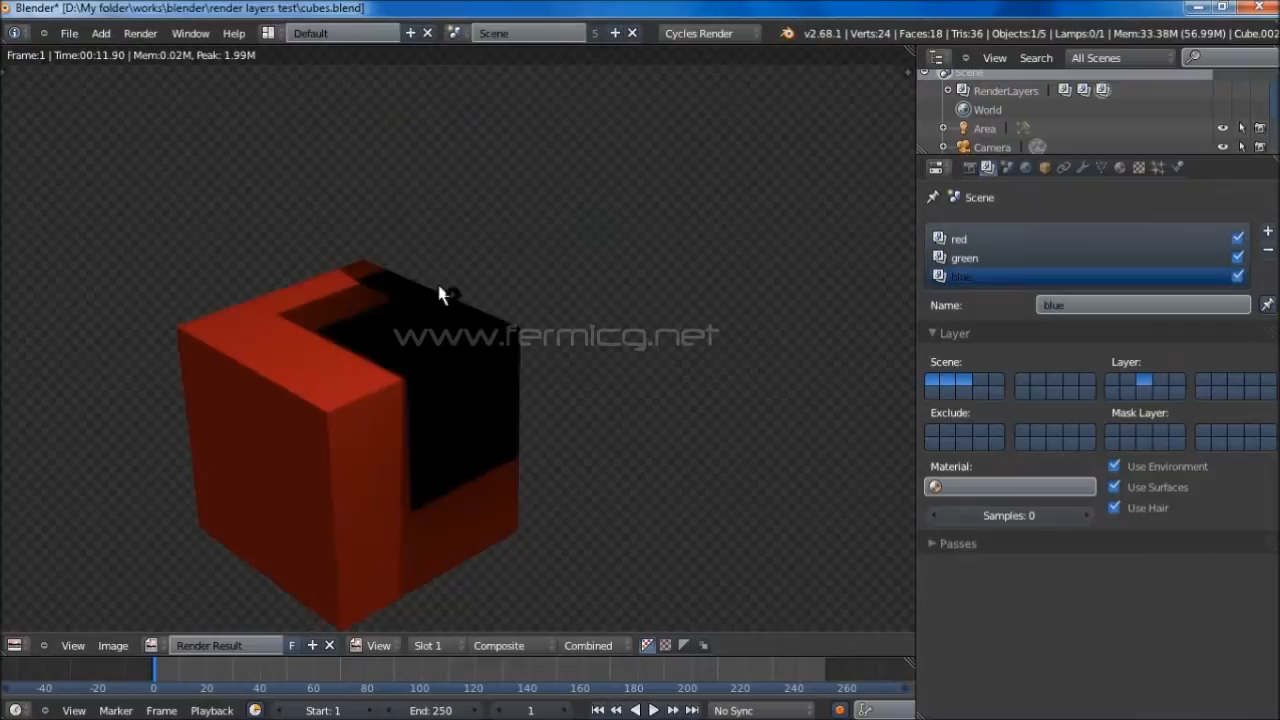 Blender* [D:\My folder\works\blender\render layers test\cubes.blend]
File Add Render Window Help Default Scene 5 Cycles Render v2.68.1 | Verts:24 | Faces:18 | Tris:36 | Objects:1/5 | Lamps:0/1 | Mem:33.38M (56.99M) | Cube.002
Frame:1 | Time:00:11.90 | Mem:0.02M, Peak: 1.99M
View Search All Scenes
Scene
RenderLayers
World
Area
Camera
Scene
red
green
blue
Name: blue
Layer
Scene: Layer:
Exclude: Mask Layer:
Material: Use Environment
Use Surfaces
Samples: 0 Use Hair
Passes
www.fermicg.net
View Image Render Result F View Slot 1 Composite Combined
-40 -20 0 20 40 60 80 100 120 140 160 180 200 220 240 260
View Marker Frame Playback Start: 1 End: 250 1 No Sync